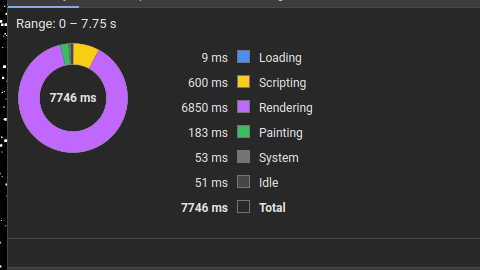 Range: 0 – 7.75 s
7746 ms
9 ms Loading
600 ms Scripting
6850 ms Rendering
183 ms Painting
53 ms System
51 ms Idle
7746 ms Total